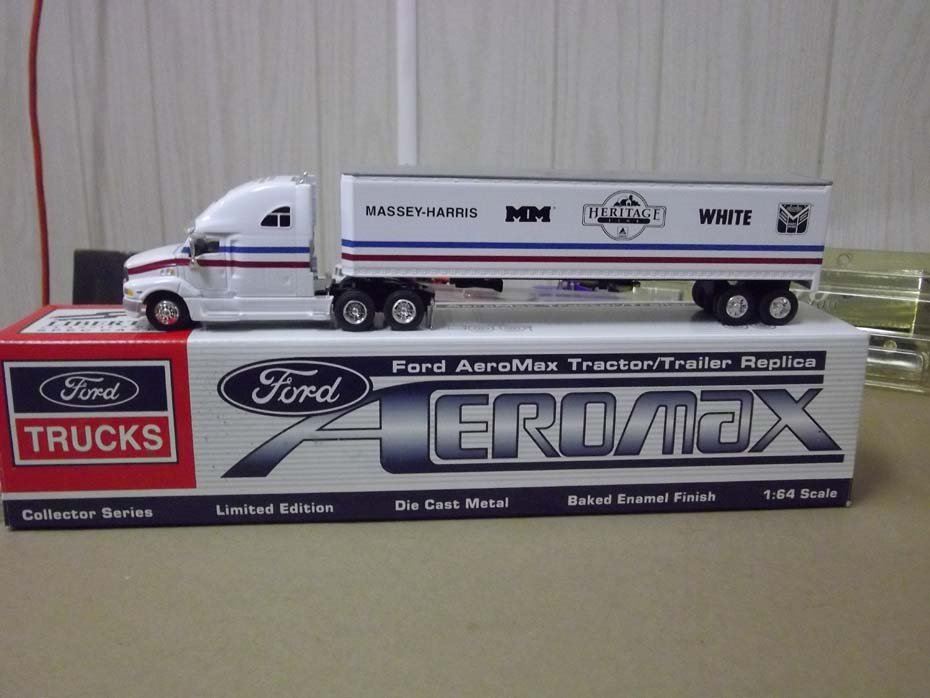 MASSEY-HARRIS
MM
HERITAGE
WHITE
Ford
TRUCKS
Ford
Ford AeroMax Tractor/Trailer Replica
AEROMAX
Collector Series
Limited Edition
Die Cast Metal
Baked Enamel Finish
1:64 Scale